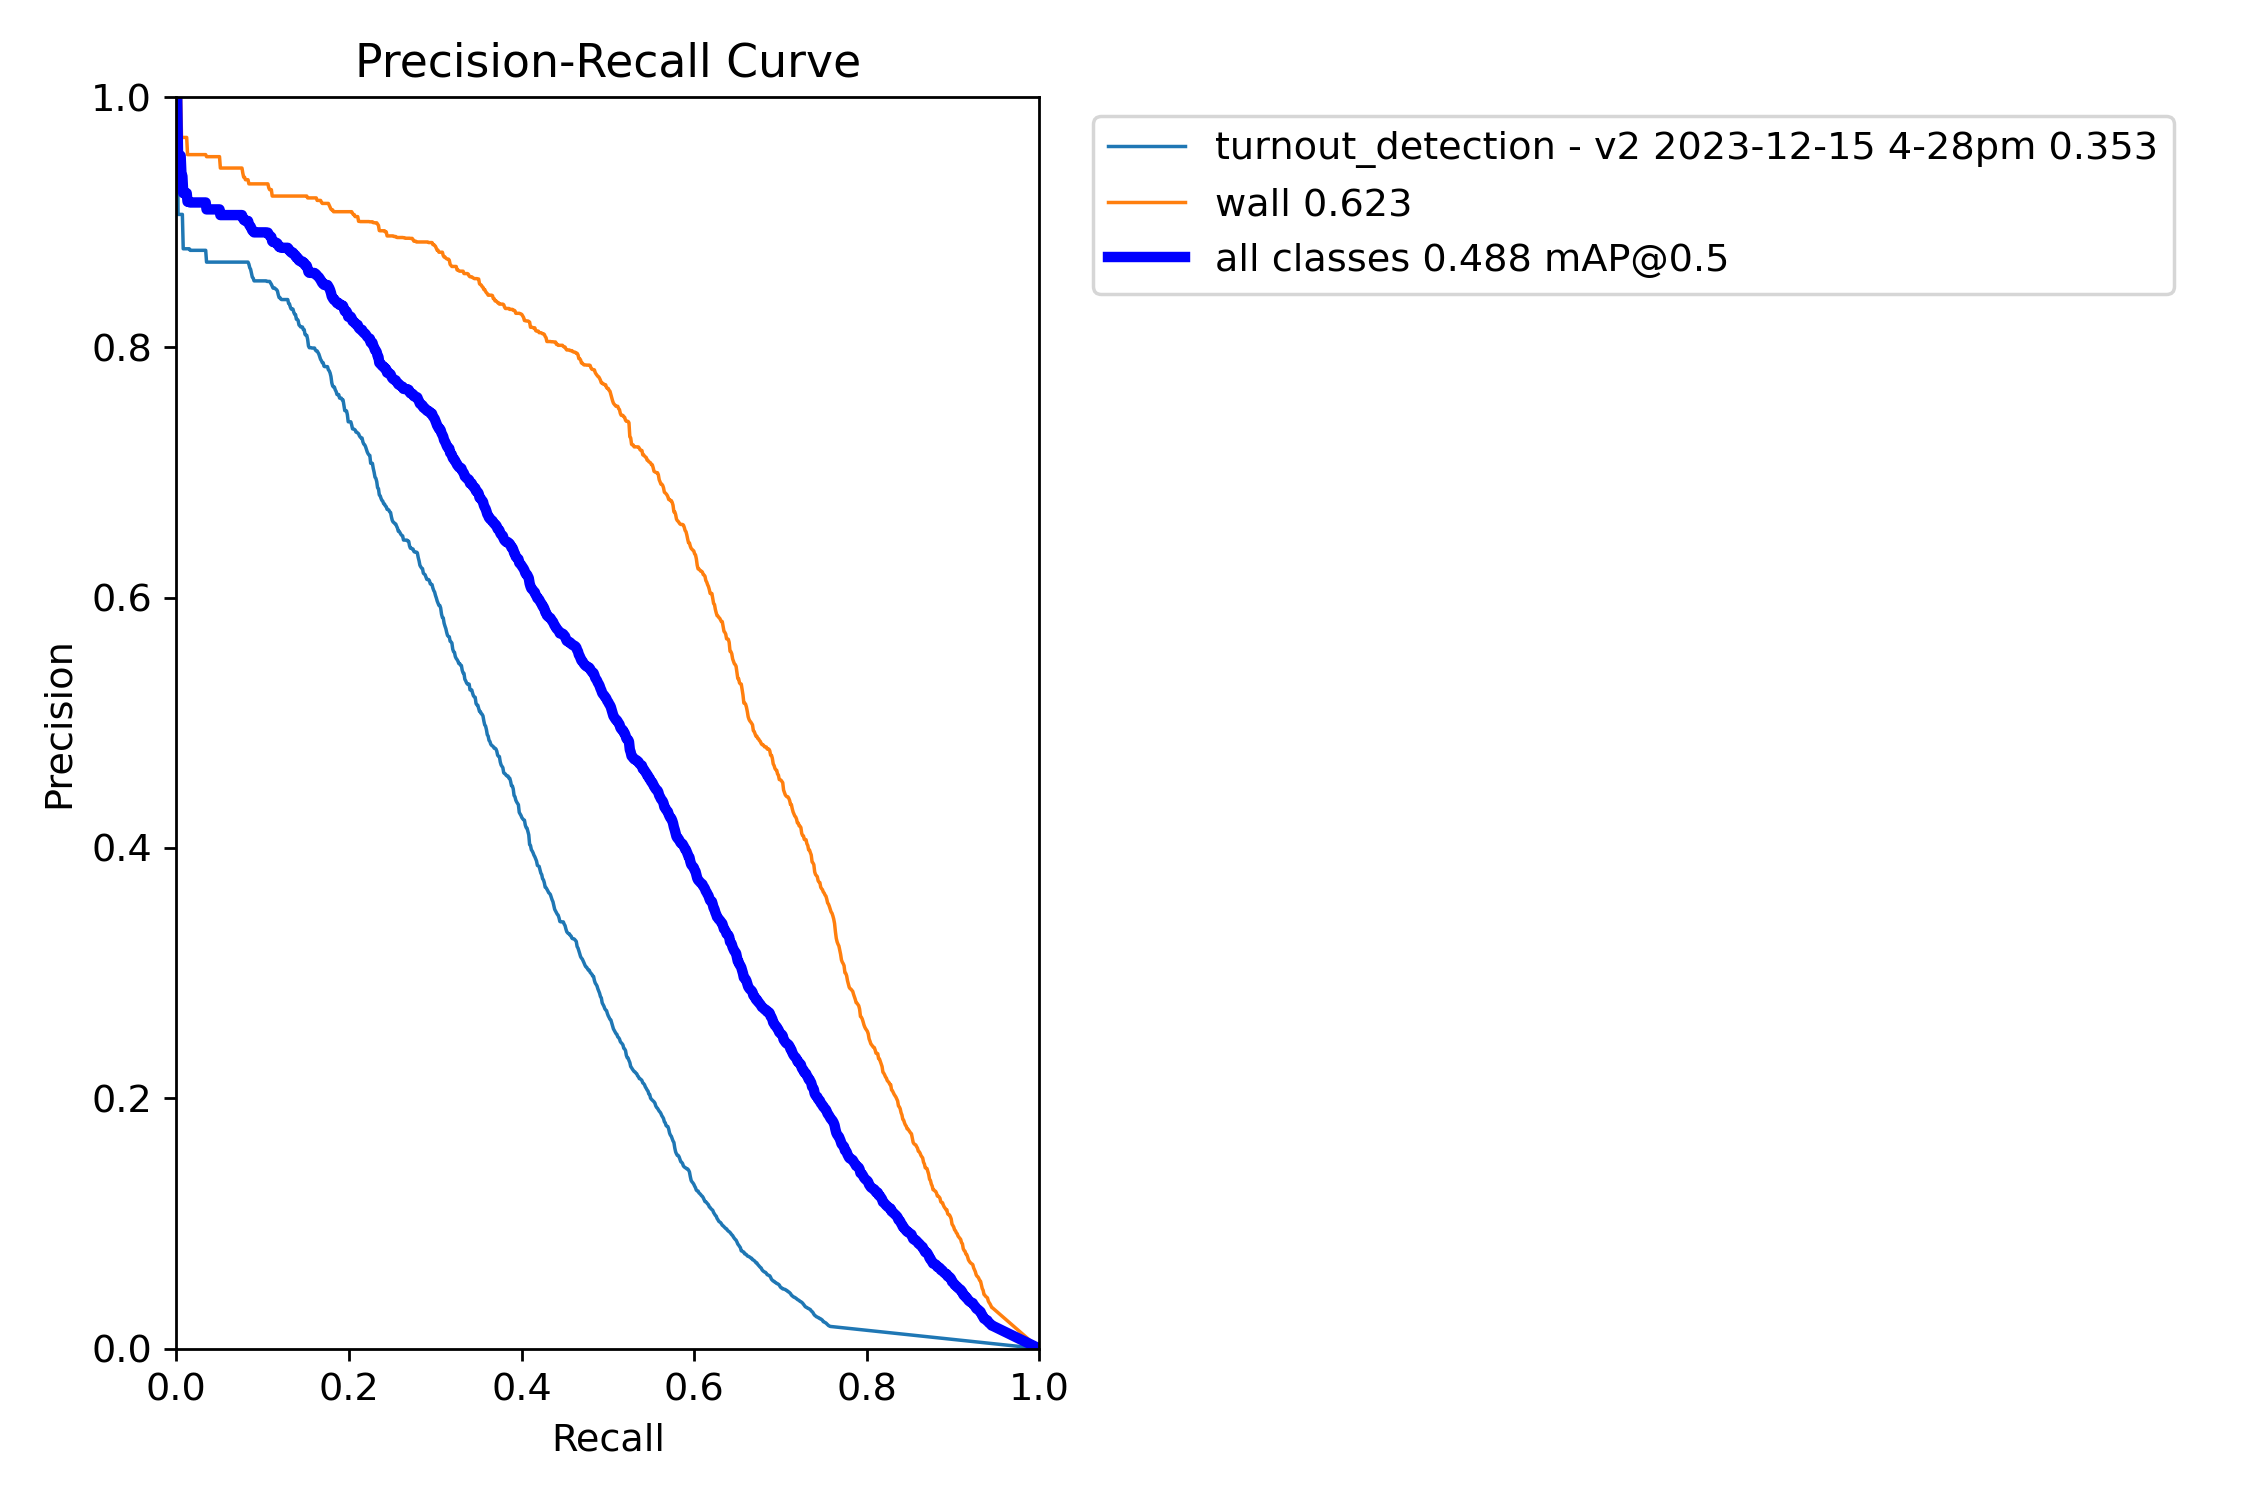 Precision-Recall Curve
1.0
0.8
0.6
0.4
0.2
0.0
Precision
0.0 0.2 0.4 0.6 0.8 1.0
Recall
turnout_detection - v2 2023-12-15 4-28pm 0.353
wall 0.623
all classes 0.488 mAP@0.5